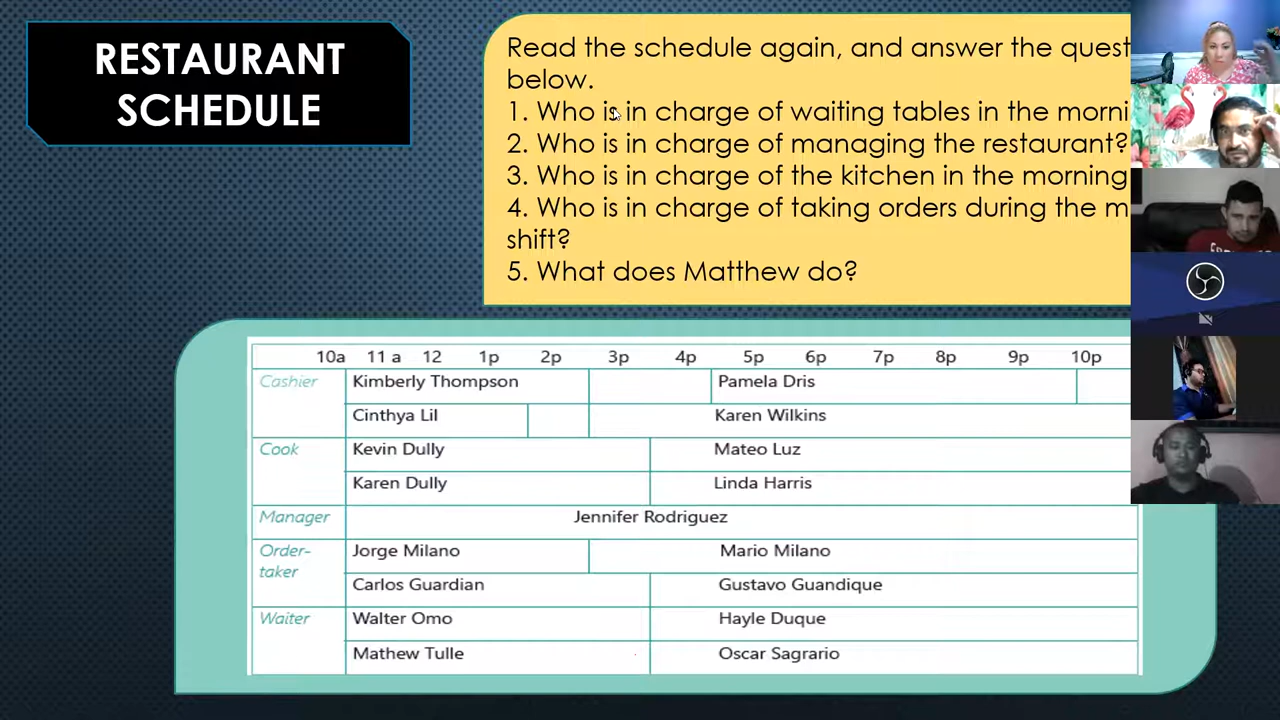 RESTAURANT
SCHEDULE
Read the schedule again, and answer the quest
below.
1. Who is in charge of waiting tables in the morni
2. Who is in charge of managing the restaurant?
3. Who is in charge of the kitchen in the morning
4. Who is in charge of taking orders during the m
shift?
5. What does Matthew do?
10a 11 a 12 1p 2p 3p 4p 5p 6p 7p 8p 9p 10p
Cashier Kimberly Thompson Pamela Dris
Cinthya Lil Karen Wilkins
Cook Kevin Dully Mateo Luz
Karen Dully Linda Harris
Manager Jennifer Rodriguez
Order- Jorge Milano Mario Milano
taker
Carlos Guardian Gustavo Guandique
Waiter Walter Omo Hayle Duque
Mathew Tulle Oscar Sagrario